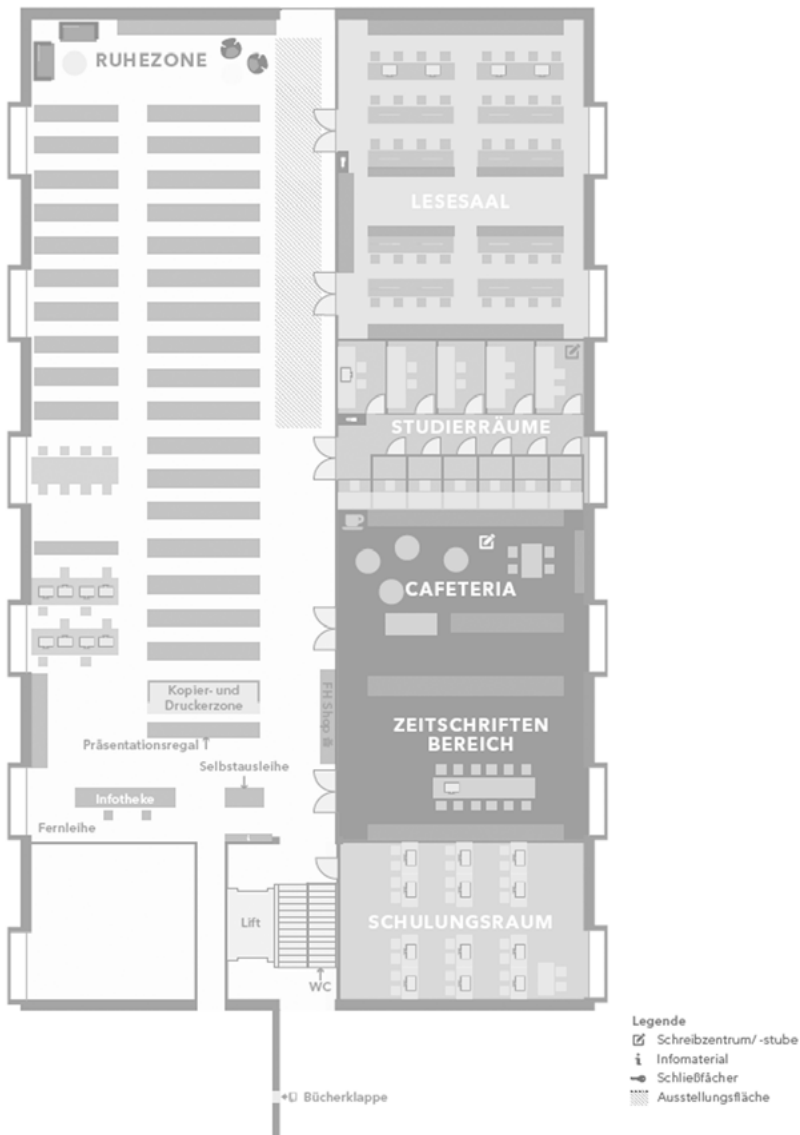 RUHEZONE
LESESAAL
STUDIERRÄUME
CAFETERIA
Kopier- und
Druckerzone
FH Shop
ZEITSCHRIFTEN
BEREICH
Präsentationsregal
Selbstausleihe
Infotheke
Fernleihe
Lift
SCHULUNGSRAUM
WC
Bücherklappe
Legende
Schreibzentrum/ -stube
Infomaterial
Schließfächer
Ausstellungsfläche